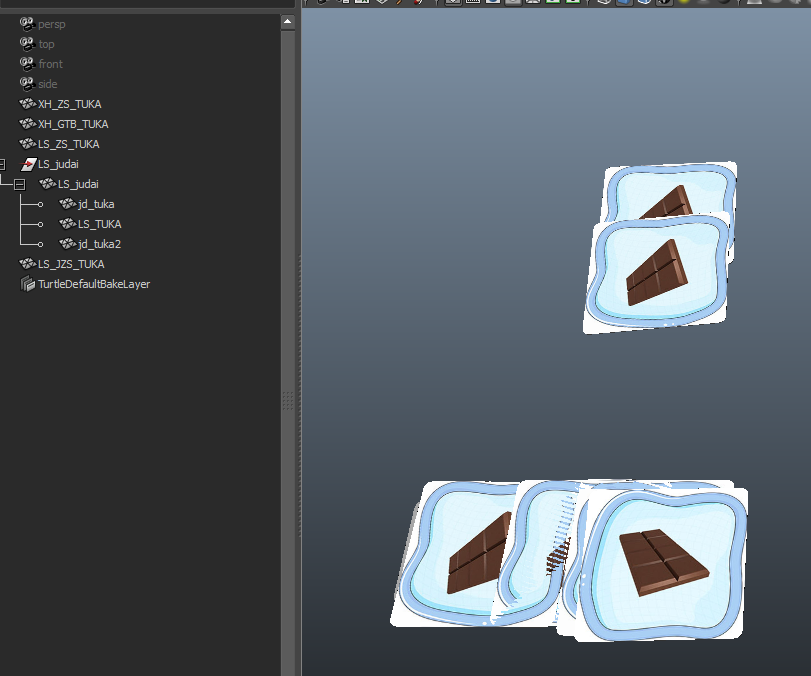 persp
top
front
side
XH_ZS_TUKA
XH_GTB_TUKA
LS_ZS_TUKA
LS_judai
LS_judai
jd_tuka
LS_TUKA
jd_tuka2
LS_JZS_TUKA
TurtleDefaultBakeLayer